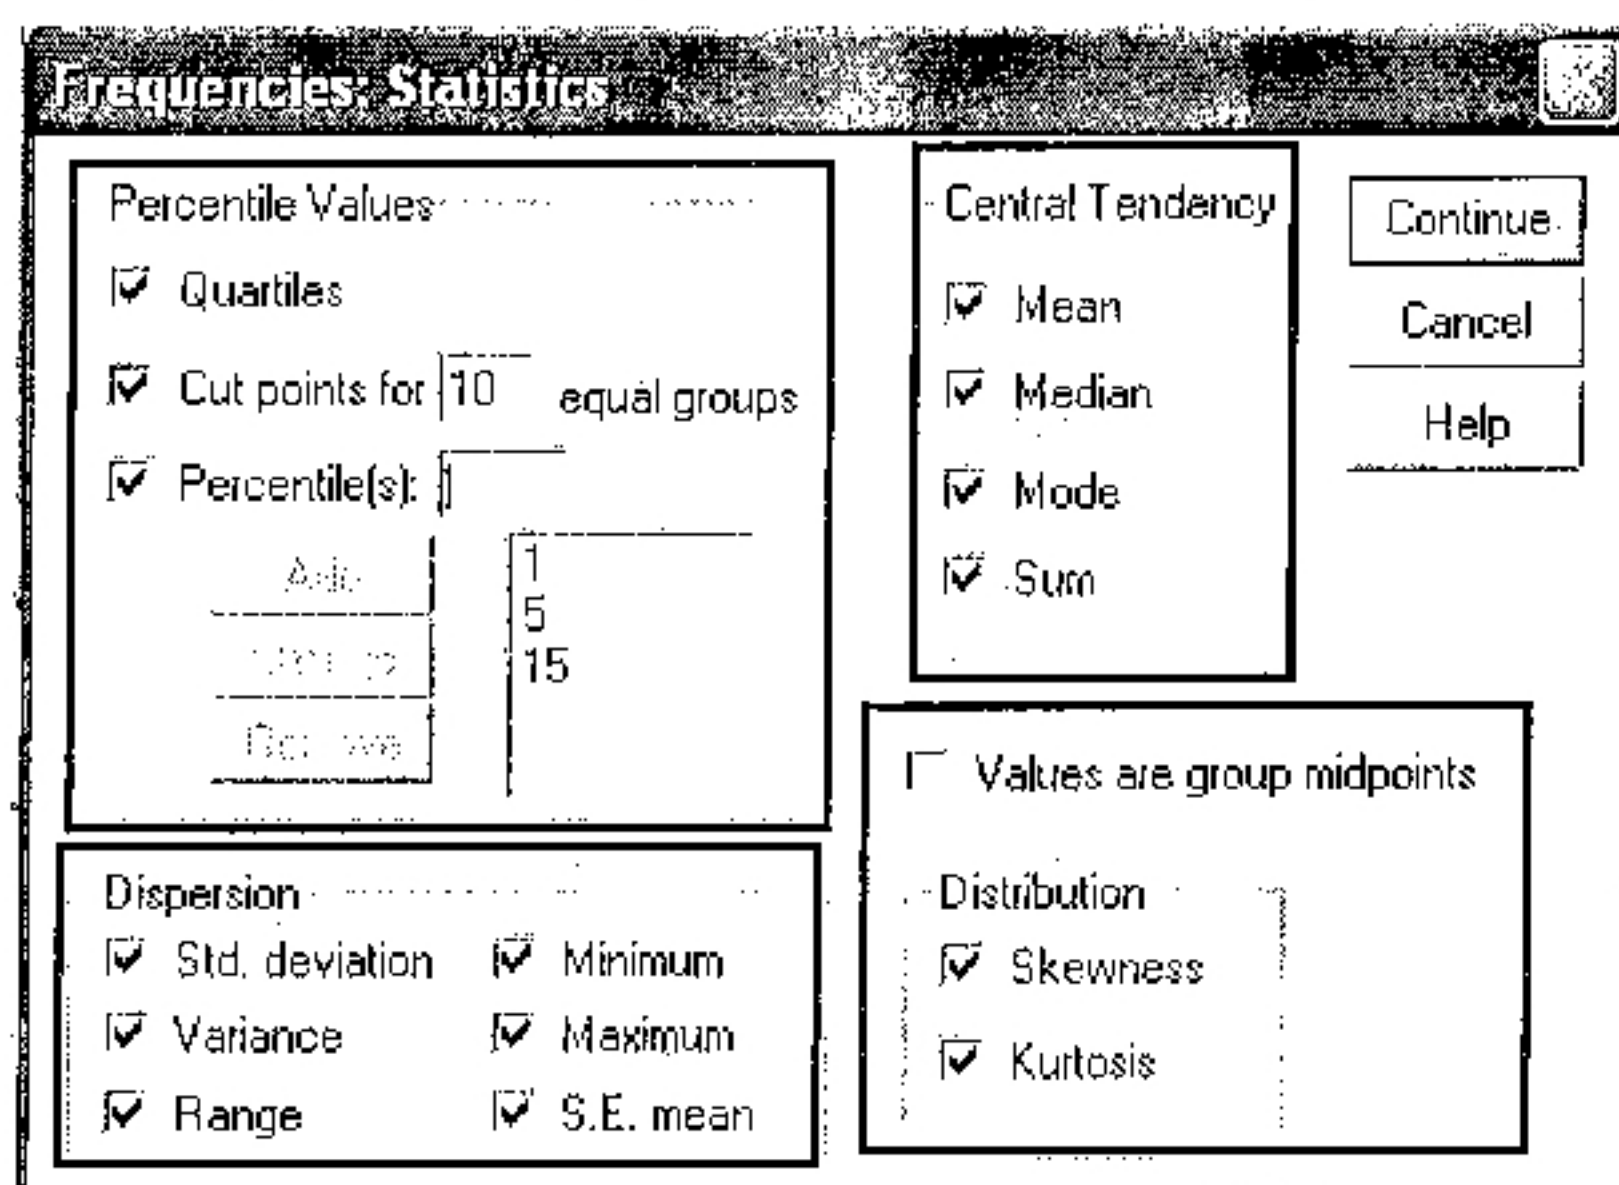 Frequencies: Statistics
Percentile Values
Quartiles
Cut points for 10 equal groups
Percentile(s):
1
5
15
Central Tendency
Mean
Median
Mode
Sum
Continue
Cancel
Help
Values are group midpoints
Dispersion
Std. deviation Minimum
Variance Maximum
Range S.E. mean
Distribution
Skewness
Kurtosis